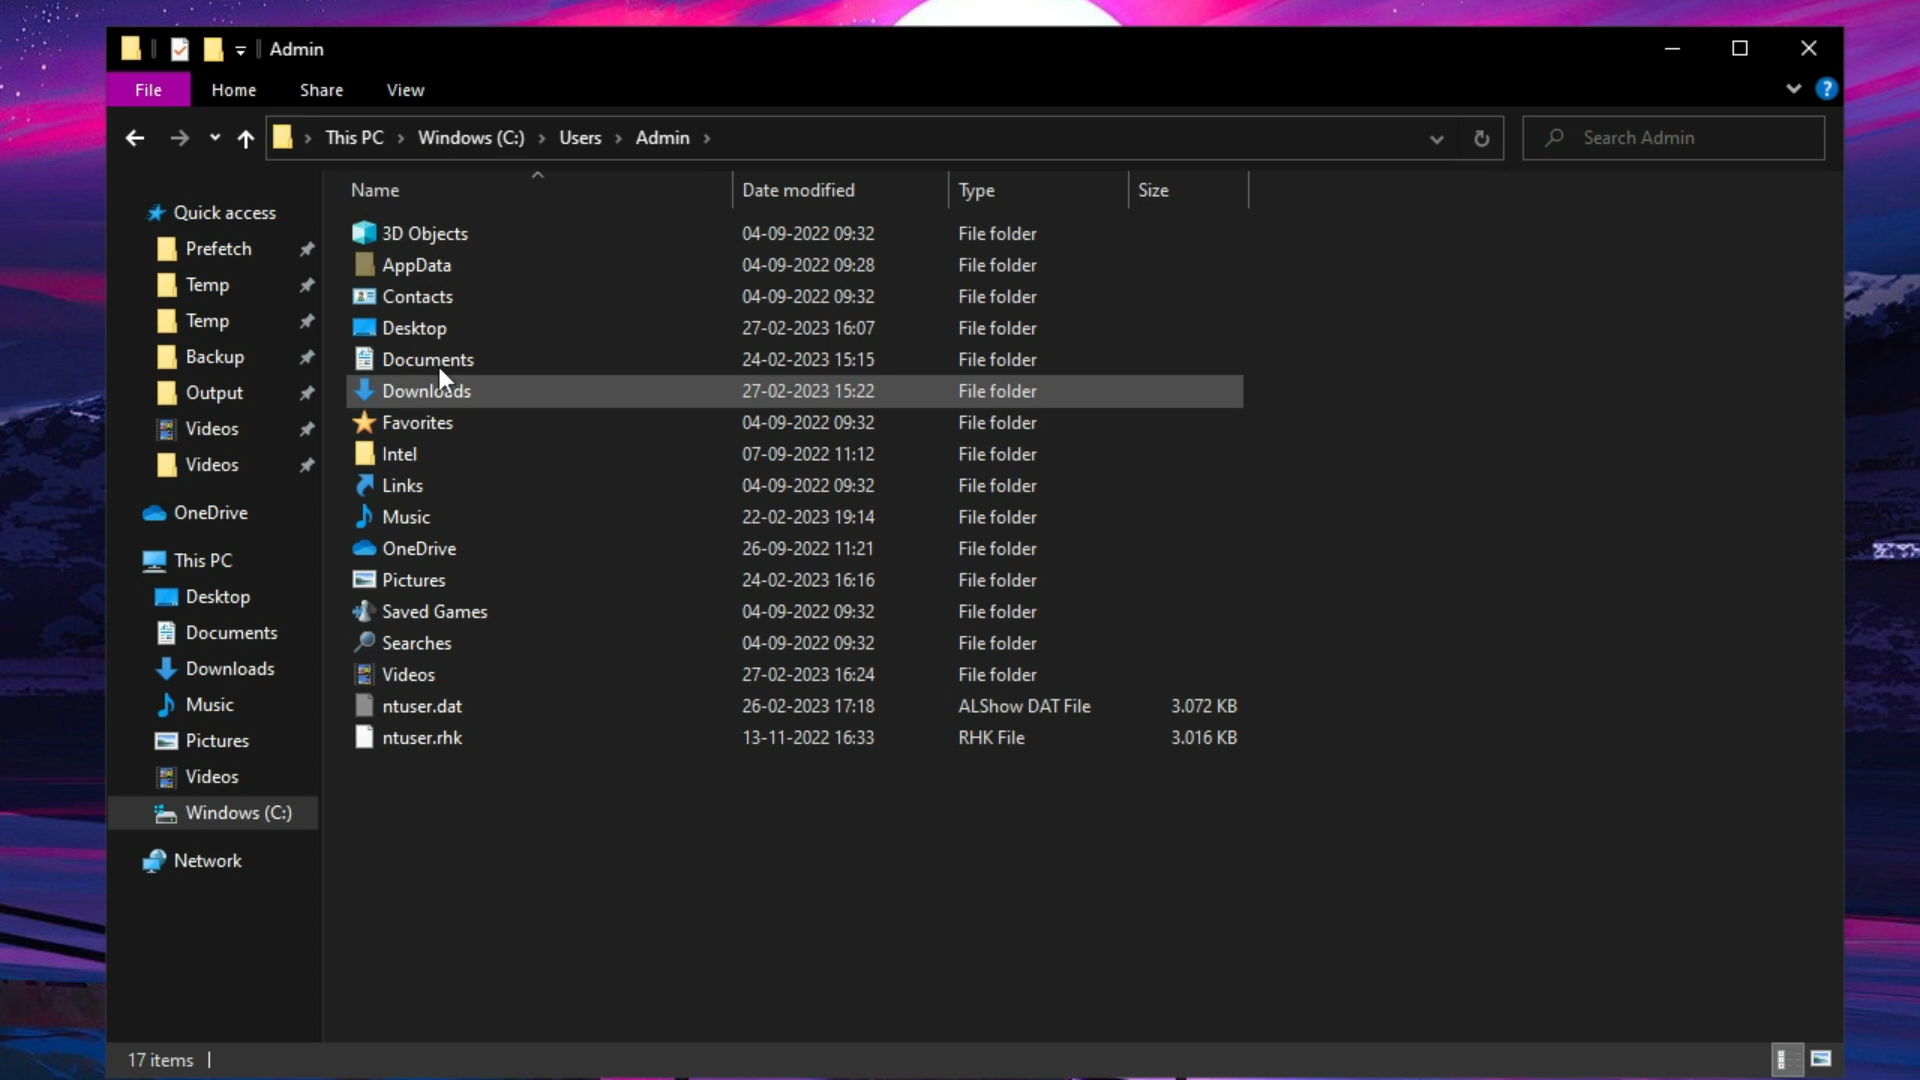 Admin
File Home Share View
This PC Windows (C:) Users Admin
Search Admin
Name Date modified Type Size
Quick access
Prefetch
Temp
Temp
Backup
Output
Videos
Videos
OneDrive
This PC
Desktop
Documents
Downloads
Music
Pictures
Videos
Windows (C:)
Network
3D Objects 04-09-2022 09:32 File folder
AppData 04-09-2022 09:28 File folder
Contacts 04-09-2022 09:32 File folder
Desktop 27-02-2023 16:07 File folder
Documents 24-02-2023 15:15 File folder
Downloads 27-02-2023 15:22 File folder
Favorites 04-09-2022 09:32 File folder
Intel 07-09-2022 11:12 File folder
Links 04-09-2022 09:32 File folder
Music 22-02-2023 19:14 File folder
OneDrive 26-09-2022 11:21 File folder
Pictures 24-02-2023 16:16 File folder
Saved Games 04-09-2022 09:32 File folder
Searches 04-09-2022 09:32 File folder
Videos 27-02-2023 16:24 File folder
ntuser.dat 26-02-2023 17:18 ALShow DAT File 3.072 KB
ntuser.rhk 13-11-2022 16:33 RHK File 3.016 KB
17 items